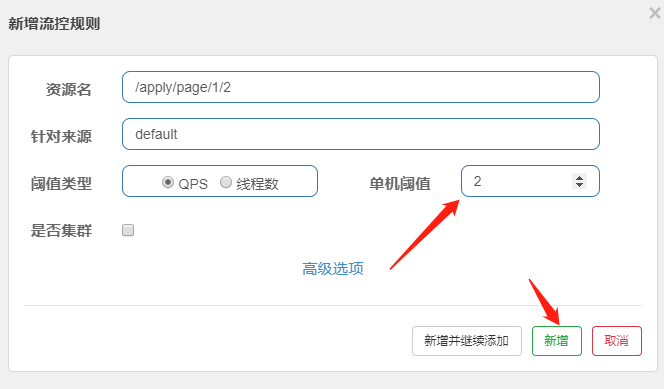 新增流控规则
资源名 /apply/page/1/2
针对来源 default
阈值类型 QPS 线程数 单机阈值 2
是否集群
高级选项
新增并继续添加 新增 取消